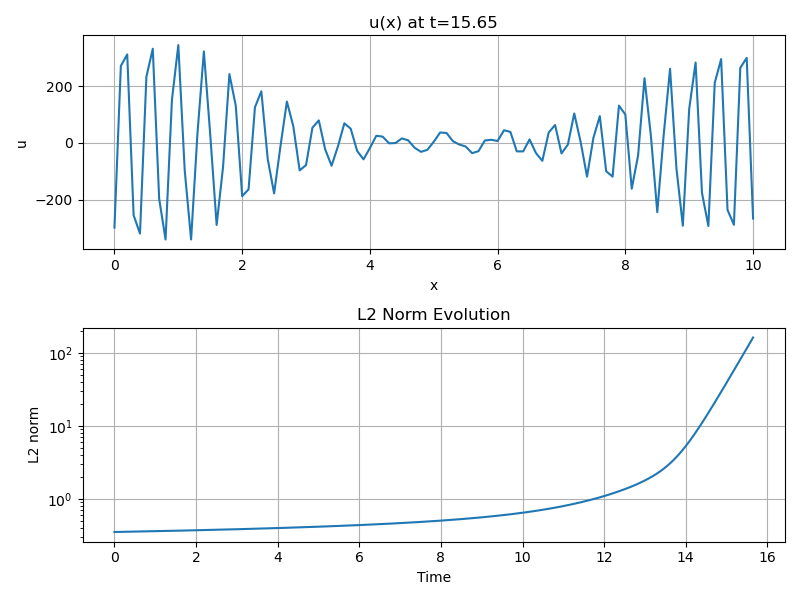 u(x) at t=15.65
u
200
0
−200
0 2 4 6 8 10
x
L2 Norm Evolution
L2 norm
10²
10¹
10⁰
0 2 4 6 8 10 12 14 16
Time